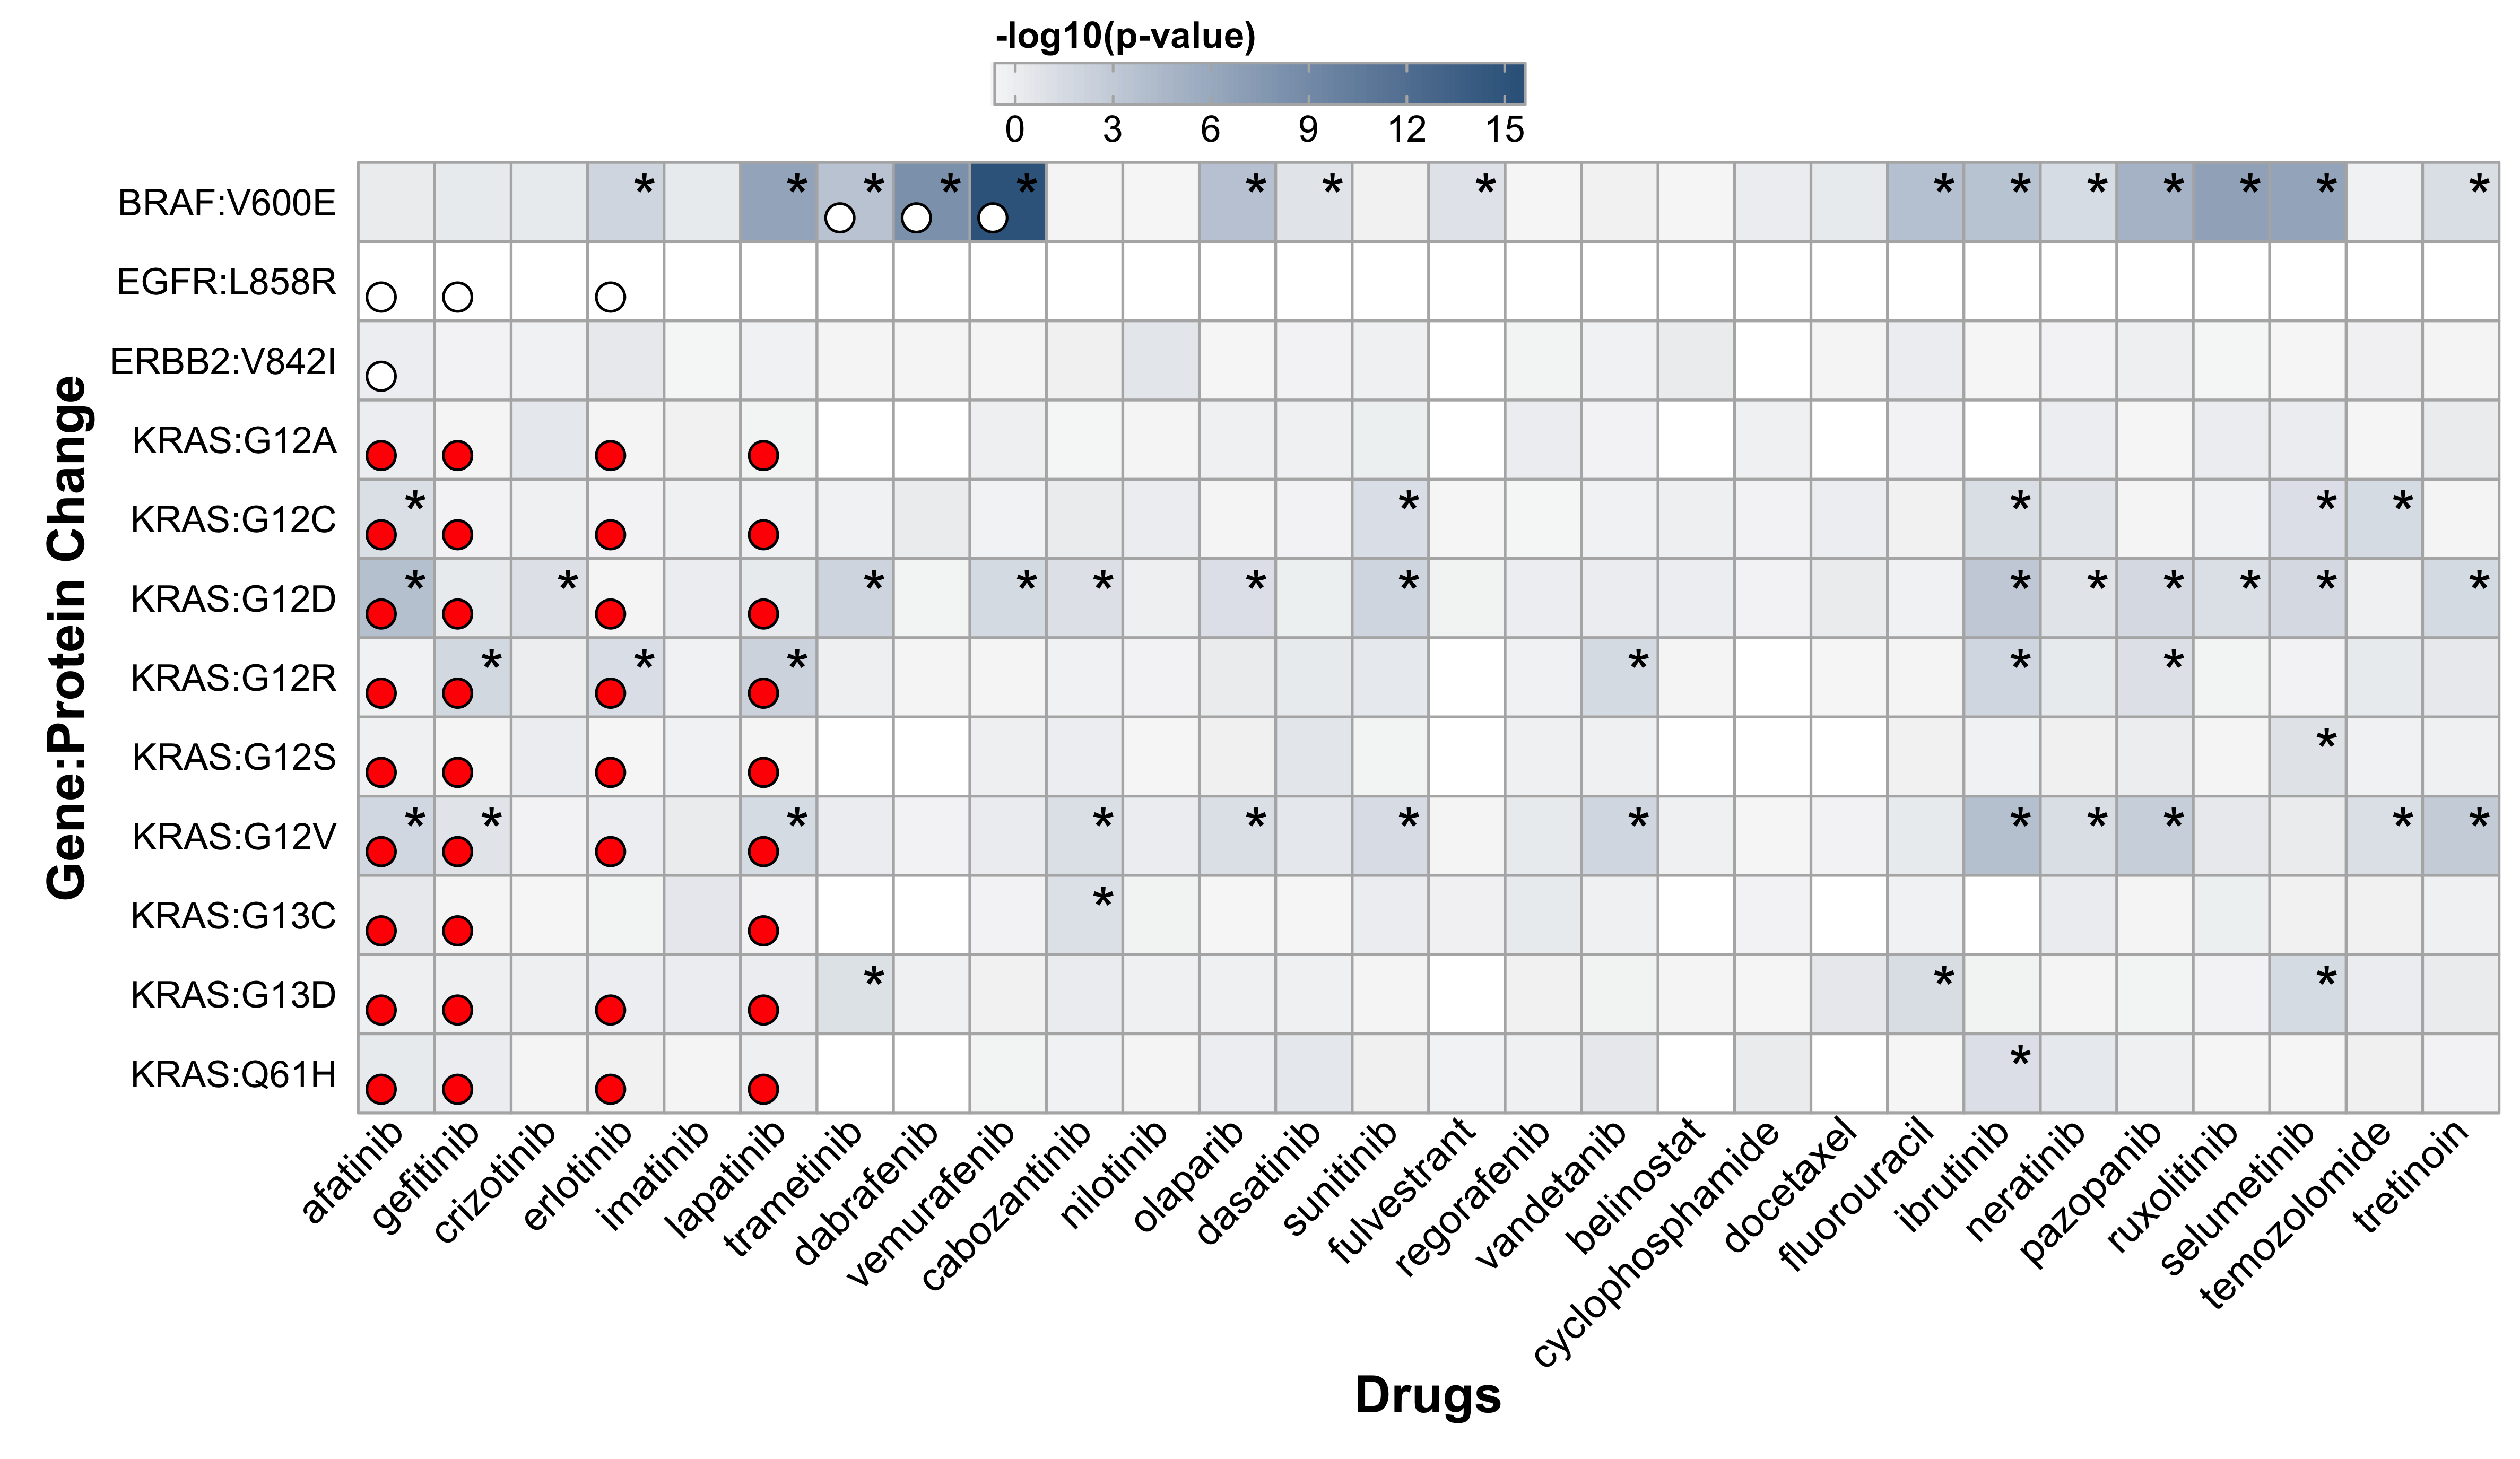 -log10(p-value)
0 3 6 9 12 15
Gene::Protein Change
BRAF:V600E * * * * * * * * * * * * * * *
EGFR:L858R
ERBB2:V842I
KRAS:G12A
KRAS:G12C * * * * *
KRAS:G12D * * * * * * * * * * * * * *
KRAS:G12R * * * * * *
KRAS:G12S *
KRAS:G12V * * * * * * * * * * * *
KRAS:G13C *
KRAS:G13D * * *
KRAS:Q61H *
afatinib gefitinib crizotinib erlotinib imatinib lapatinib trametinib dabrafenib vemurafenib cabozantinib nilotinib olaparib dasatinib sunitinib fulvestrant regorafenib vandetanib belinostat cyclophosphamide docetaxel fluorouracil ibrutinib neratinib pazopanib ruxolitinib selumetinib temozolomide tretinoin
Drugs